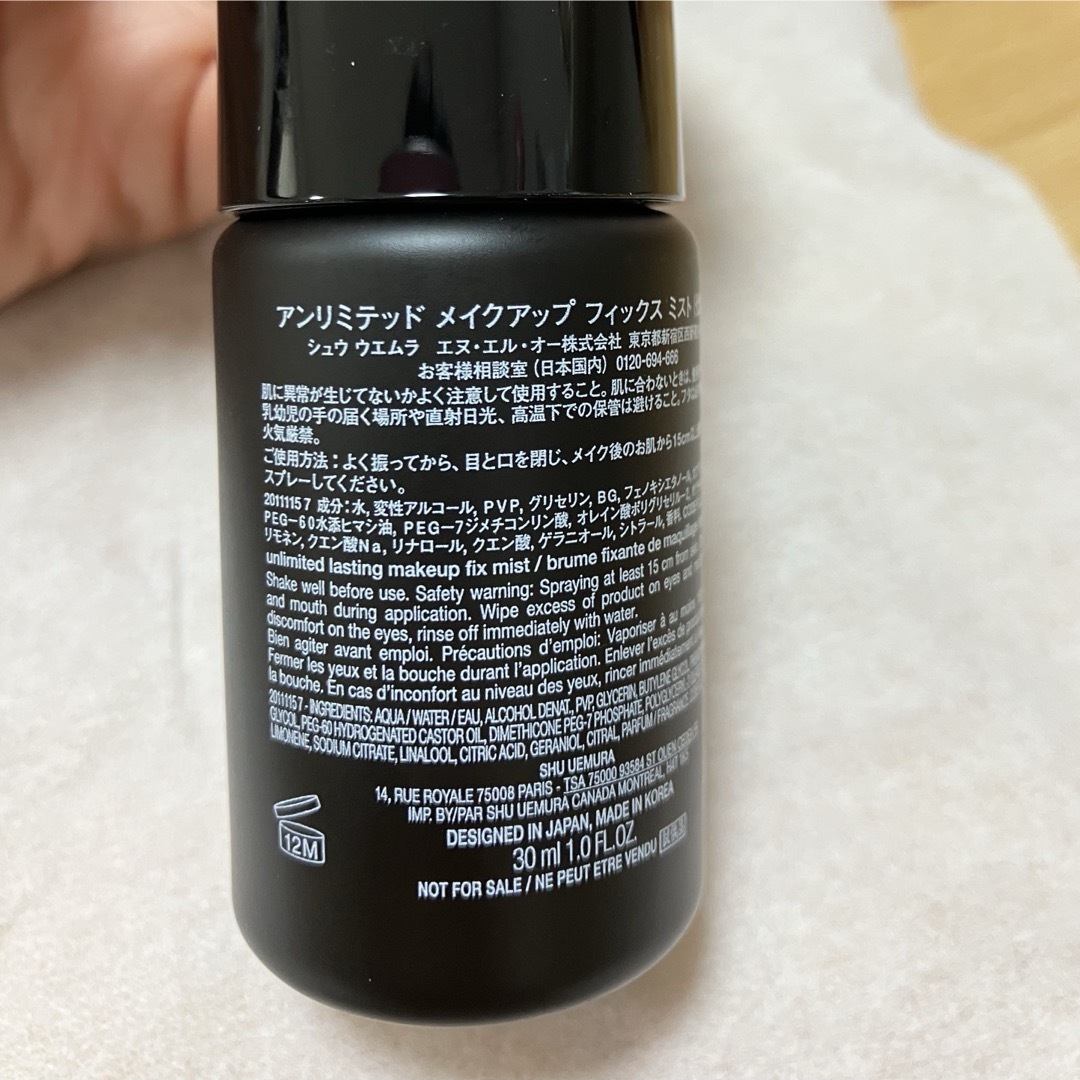 アンリミテッド メイクアップ フィックス ミスト
シュウ ウエムラ エヌ・エル・オー株式会社 東京都新宿区西新
お客様相談室（日本国内）0120-694-666
肌に異常が生じてないかよく注意して使用すること。肌に合わないときは、
乳幼児の手の届く場所や直射日光、高温下での保管は避けること。
火気厳禁。
ご使用方法：よく振ってから、目と口を閉じ、メイク後のお肌から15cm
スプレーしてください。
2011115 7 成分：水, 変性アルコール, PVP, グリセリン, BG, フェノキシエタノール,
PEG-60水添ヒマシ油, PEG-7ジメチコンリン酸, オレイン酸ポリグリセリル-2,
リモネン, クエン酸Na, リナロール, クエン酸, ゲラニオール, シトラール, 香料,
unlimited lasting makeup fix mist / brume fixante de maquillage
Shake well before use. Safety warning: Spraying at least 15 cm from
and mouth during application. Wipe excess of product on eyes and
discomfort on the eyes, rinse off immediately with water.
Bien agiter avant emploi. Précautions d'emploi: Vaporiser à au moins
Fermer les yeux et la bouche durant l'application. Enlever l'excès de
la bouche. En cas d'inconfort au niveau des yeux, rincer immédiatement
2011115 7 - INGREDIENTS: AQUA / WATER / EAU, ALCOHOL DENAT., PVP, GLYCERIN, BUTYLENE GLYCOL,
GLYCOL, PEG-60 HYDROGENATED CASTOR OIL, DIMETHICONE PEG-7 PHOSPHATE,
LIMONENE, SODIUM CITRATE, LINALOOL, CITRIC ACID, GERANIOL, CITRAL, PARFUM / FRAGRANCE,
SHU UEMURA
14, RUE ROYALE 75008 PARIS - TSA 75000 93584 ST OUEN CEDEX
IMP. BY/PAR SHU UEMURA CANADA MONTREAL,
DESIGNED IN JAPAN, MADE IN KOREA
12M
30 ml 1.0 FL.OZ.
NOT FOR SALE / NE PEUT ETRE VENDU